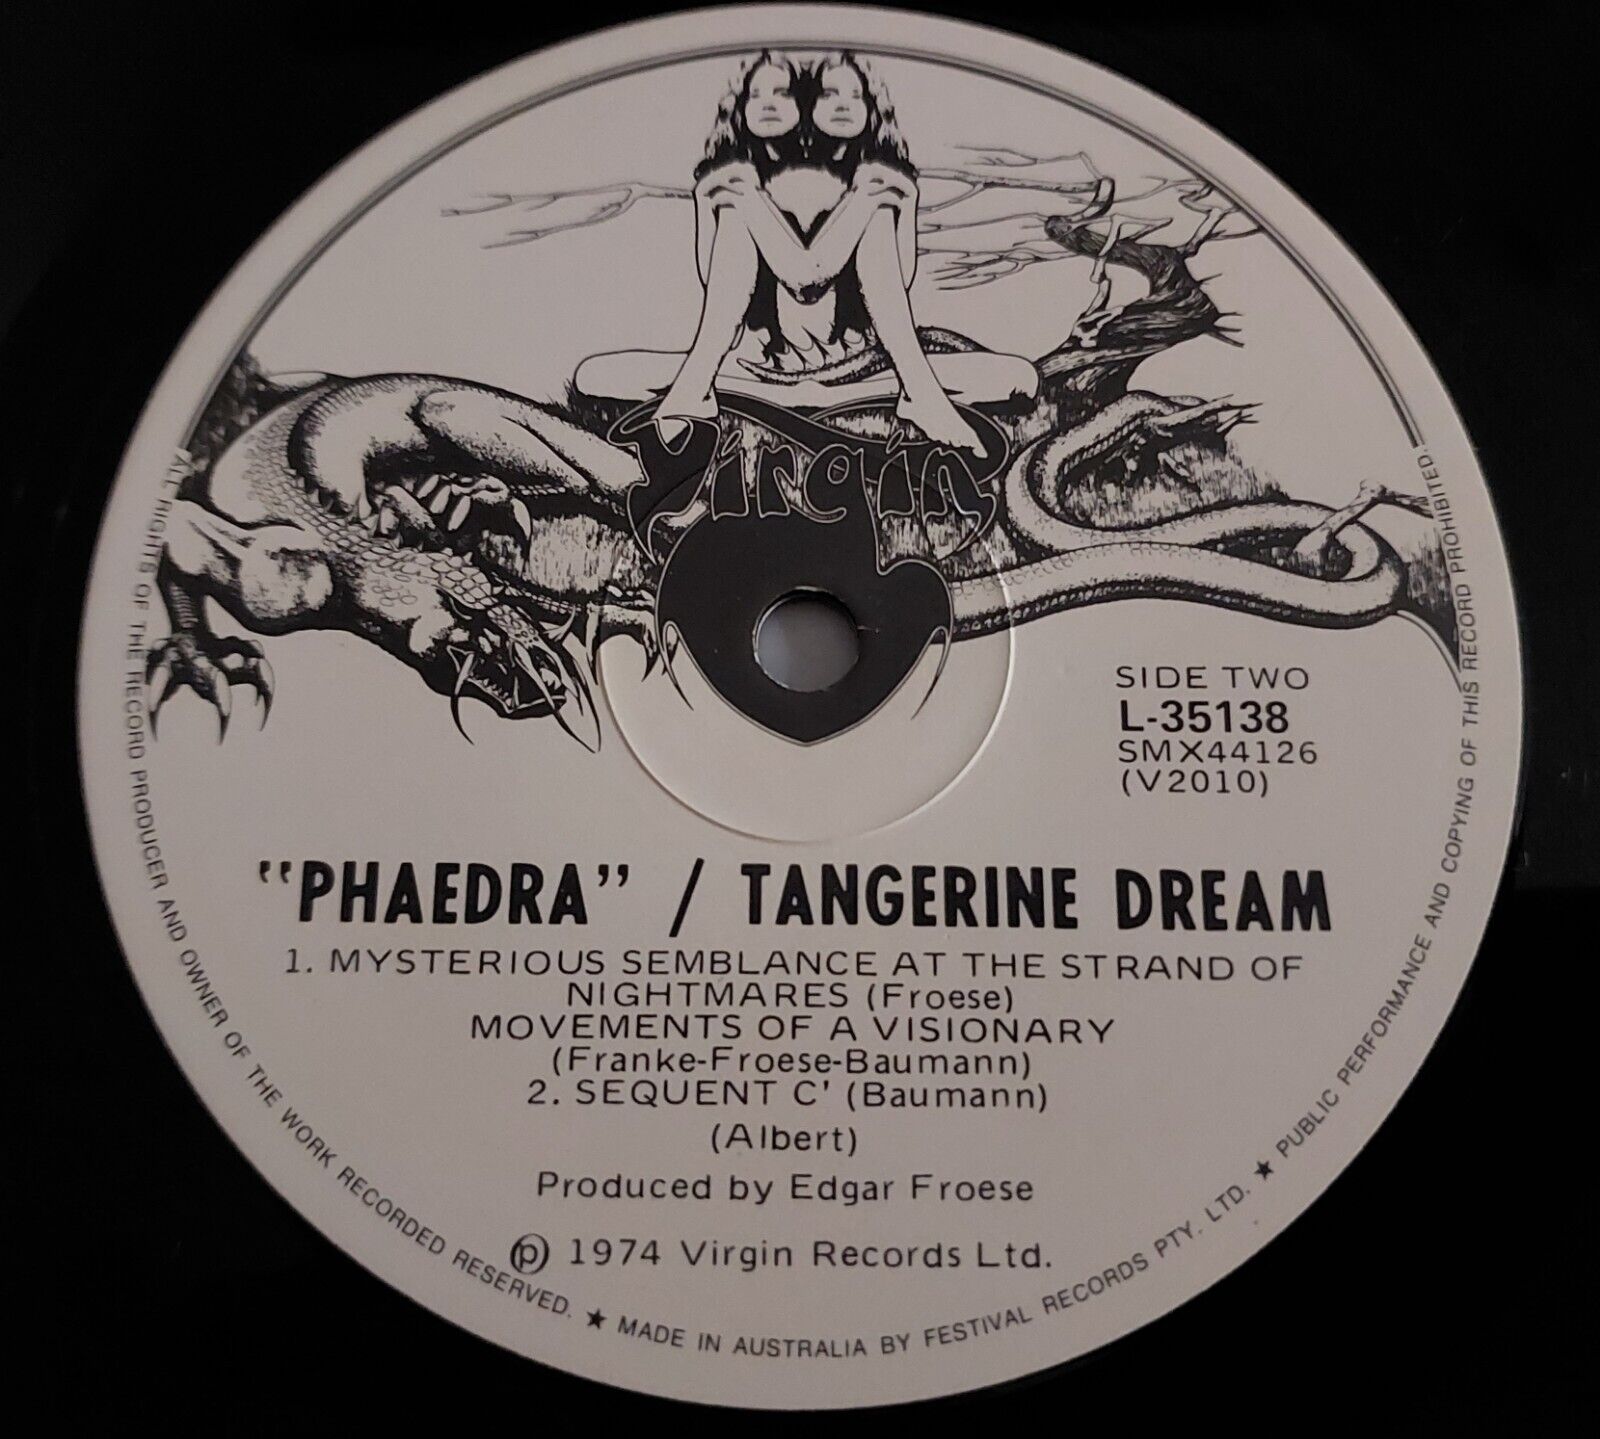 Virgin
SIDE TWO
L-35138
SMX44126
(V2010)
"PHAEDRA" / TANGERINE DREAM
1. MYSTERIOUS SEMBLANCE AT THE STRAND OF
NIGHTMARES (Froese)
MOVEMENTS OF A VISIONARY
(Franke-Froese-Baumann)
2. SEQUENT C' (Baumann)
(Albert)
Produced by Edgar Froese
℗ 1974 Virgin Records Ltd.
ALL RIGHTS OF THE RECORD PRODUCER AND OWNER OF THE WORK RECORDED RESERVED. ★ MADE IN AUSTRALIA BY FESTIVAL RECORDS PTY. LTD. ★ PUBLIC PERFORMANCE AND COPYING OF THIS RECORD PROHIBITED.